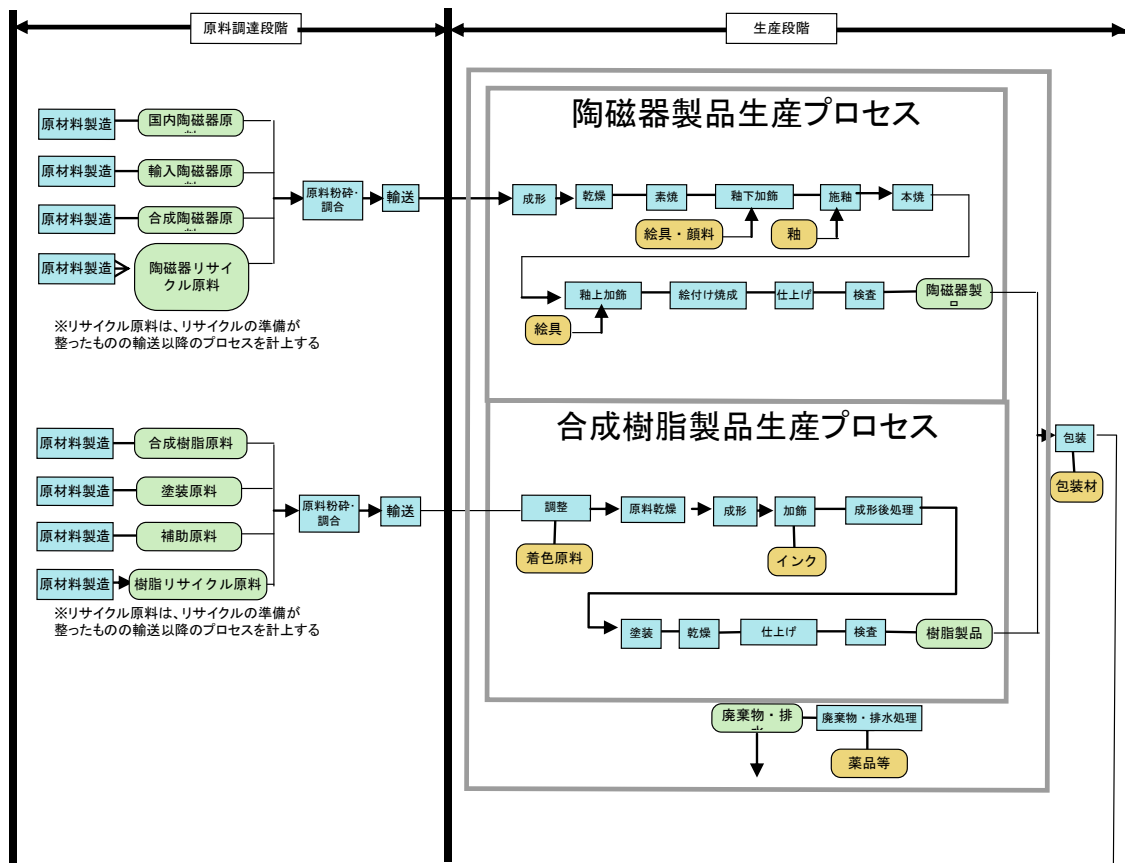 原料調達段階
生産段階
陶磁器製品生産プロセス
原材料製造
国内陶磁器原
原材料製造
輸入陶磁器原
原材料製造
合成陶磁器原
原材料製造
陶磁器リサイ
クル原料
原料粉砕・
調合
輸送
※リサイクル原料は、リサイクルの準備が
整ったものの輸送以降のプロセスを計上する
成形
乾燥
素焼
釉下加飾
施釉
本焼
絵具・顔料
釉
釉上加飾
絵付け焼成
仕上げ
検査
陶磁器製
絵具
合成樹脂製品生産プロセス
原材料製造
合成樹脂原料
原材料製造
塗装原料
原材料製造
補助原料
原材料製造
樹脂リサイクル原料
原料粉砕・
調合
輸送
※リサイクル原料は、リサイクルの準備が
整ったものの輸送以降のプロセスを計上する
調整
原料乾燥
成形
加飾
成形後処理
着色原料
インク
塗装
乾燥
仕上げ
検査
樹脂製品
包装
包装材
廃棄物・排
廃棄物・排水処理
薬品等